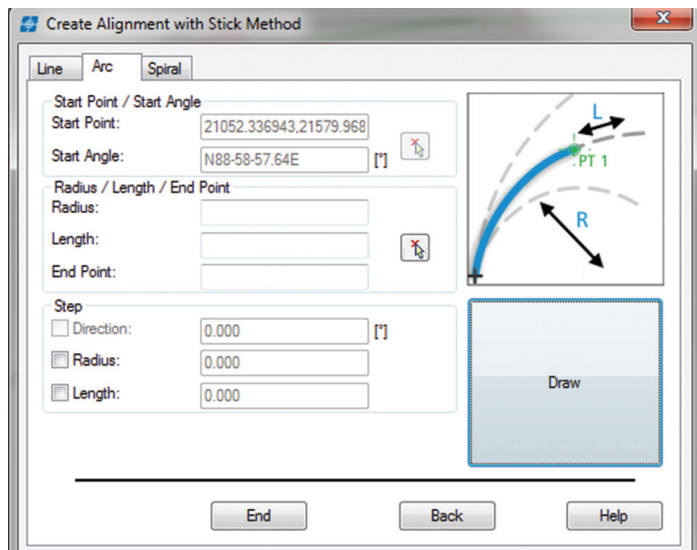 Create Alignment with Stick Method
Line Arc Spiral
Start Point / Start Angle
Start Point: 21052.336943,21579.968
Start Angle: N88-58-57.64E [°]
Radius / Length / End Point
Radius:
Length:
End Point:
Step
Direction: 0.000 [°]
Radius: 0.000
Length: 0.000
L
PT 1
R
Draw
End Back Help